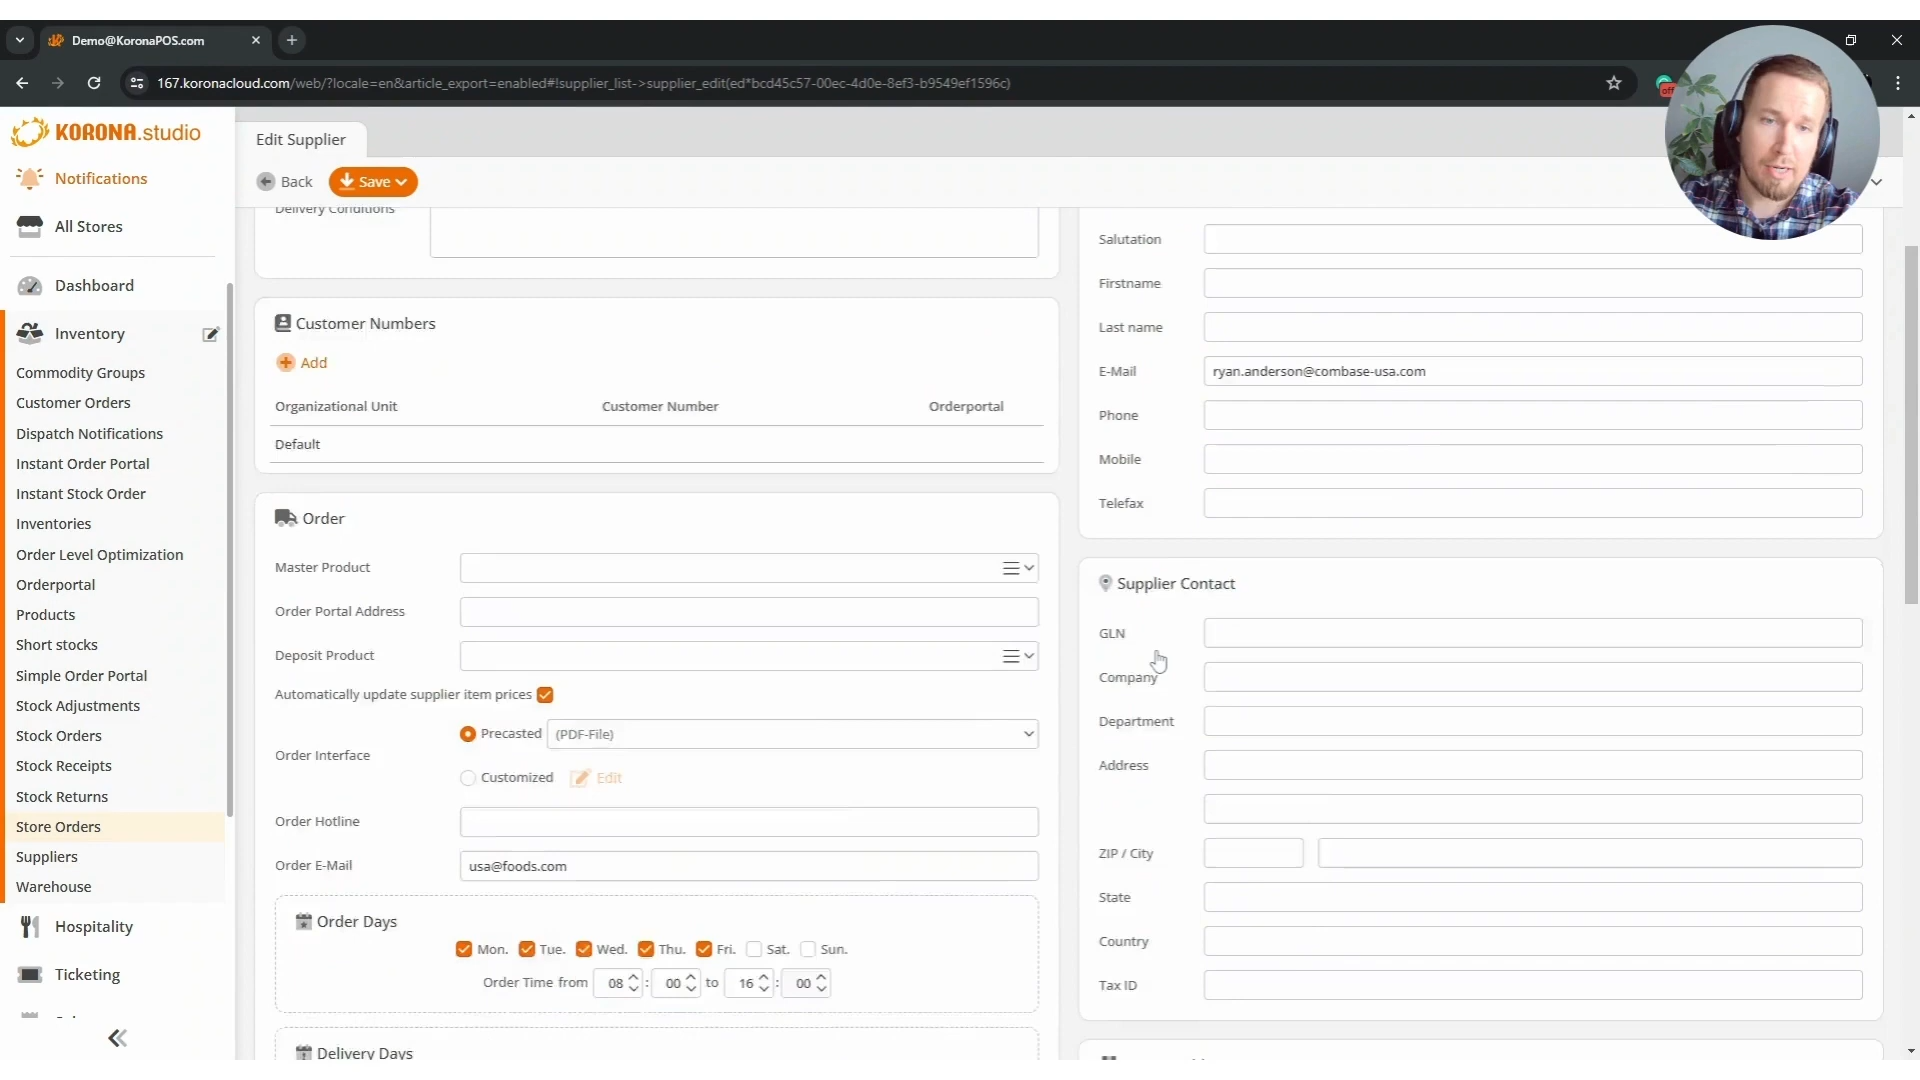 Demo@KoronaPOS.com
167.koronacloud.com/web/?locale=en&article_export=enabled#!supplier_list->supplier_edit(ed*bcd45c57-00ec-4d0e-8ef3-b9549ef1596c)
off
KORONA.studio
Notifications
All Stores
Dashboard
Inventory
Commodity Groups
Customer Orders
Dispatch Notifications
Instant Order Portal
Instant Stock Order
Inventories
Order Level Optimization
Orderportal
Products
Short stocks
Simple Order Portal
Stock Adjustments
Stock Orders
Stock Receipts
Stock Returns
Store Orders
Suppliers
Warehouse
Hospitality
Ticketing
Edit Supplier
Back Save
Delivery Conditions
Customer Numbers
Add
Organizational Unit Customer Number Orderportal
Default
Order
Master Product
Order Portal Address
Deposit Product
Automatically update supplier item prices
Order Interface
Precasted (PDF-File)
Customized Edit
Order Hotline
Order E-Mail usa@foods.com
Order Days
Mon. Tue. Wed. Thu. Fri. Sat. Sun.
Order Time from 08 : 00 to 16 : 00
Delivery Days
Salutation
Firstname
Last name
E-Mail ryan.anderson@combase-usa.com
Phone
Mobile
Telefax
Supplier Contact
GLN
Company
Department
Address
ZIP / City
State
Country
Tax ID